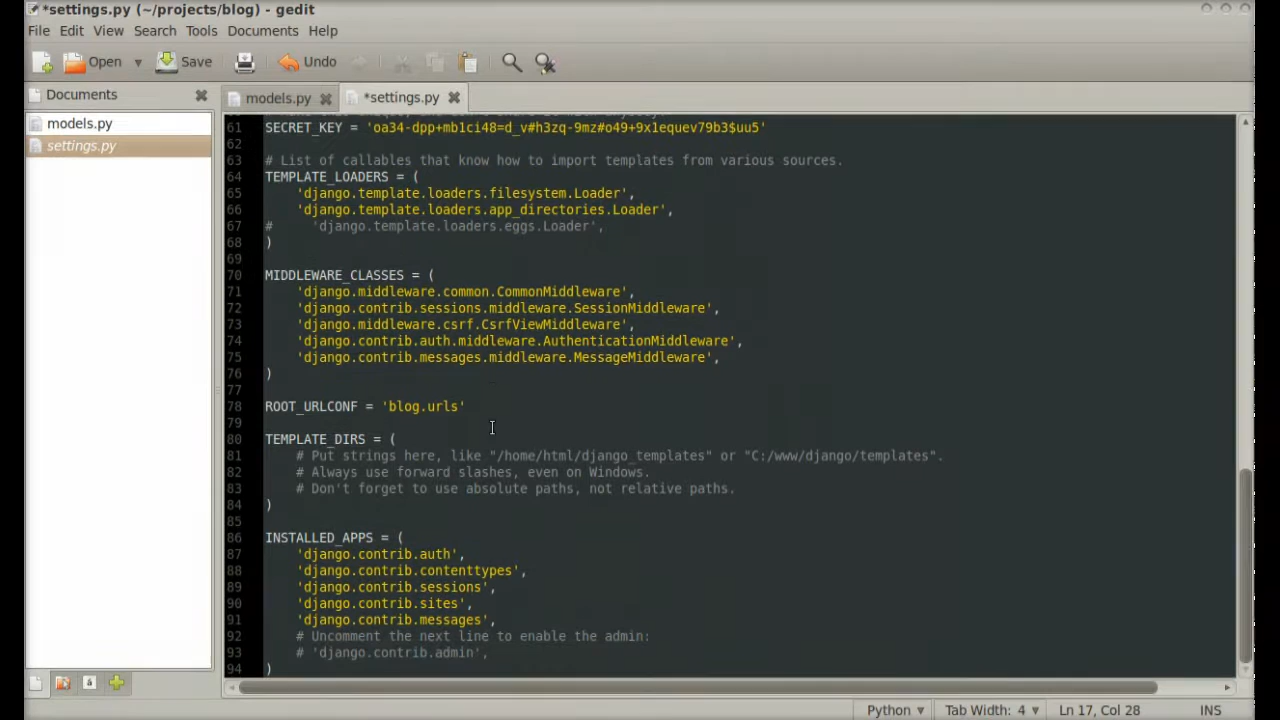 *settings.py (~/projects/blog) - gedit
File Edit View Search Tools Documents Help
Open Save Undo
Documents
models.py *settings.py
models.py
settings.py
61 SECRET_KEY = 'oa34-dpp+mb1ci48=d_v#h3zq-9mz#o49+9x1equev79b3$uu5'
62
63 # List of callables that know how to import templates from various sources.
64 TEMPLATE_LOADERS = (
65 'django.template.loaders.filesystem.Loader',
66 'django.template.loaders.app_directories.Loader',
67 # 'django.template.loaders.eggs.Loader',
68 )
69
70 MIDDLEWARE_CLASSES = (
71 'django.middleware.common.CommonMiddleware',
72 'django.contrib.sessions.middleware.SessionMiddleware',
73 'django.middleware.csrf.CsrfViewMiddleware',
74 'django.contrib.auth.middleware.AuthenticationMiddleware',
75 'django.contrib.messages.middleware.MessageMiddleware',
76 )
77
78 ROOT_URLCONF = 'blog.urls'
79
80 TEMPLATE_DIRS = (
81 # Put strings here, like "/home/html/django_templates" or "C:/www/django/templates".
82 # Always use forward slashes, even on Windows.
83 # Don't forget to use absolute paths, not relative paths.
84 )
85
86 INSTALLED_APPS = (
87 'django.contrib.auth',
88 'django.contrib.contenttypes',
89 'django.contrib.sessions',
90 'django.contrib.sites',
91 'django.contrib.messages',
92 # Uncomment the next line to enable the admin:
93 # 'django.contrib.admin',
94 )
Python Tab Width: 4 Ln 17, Col 28 INS